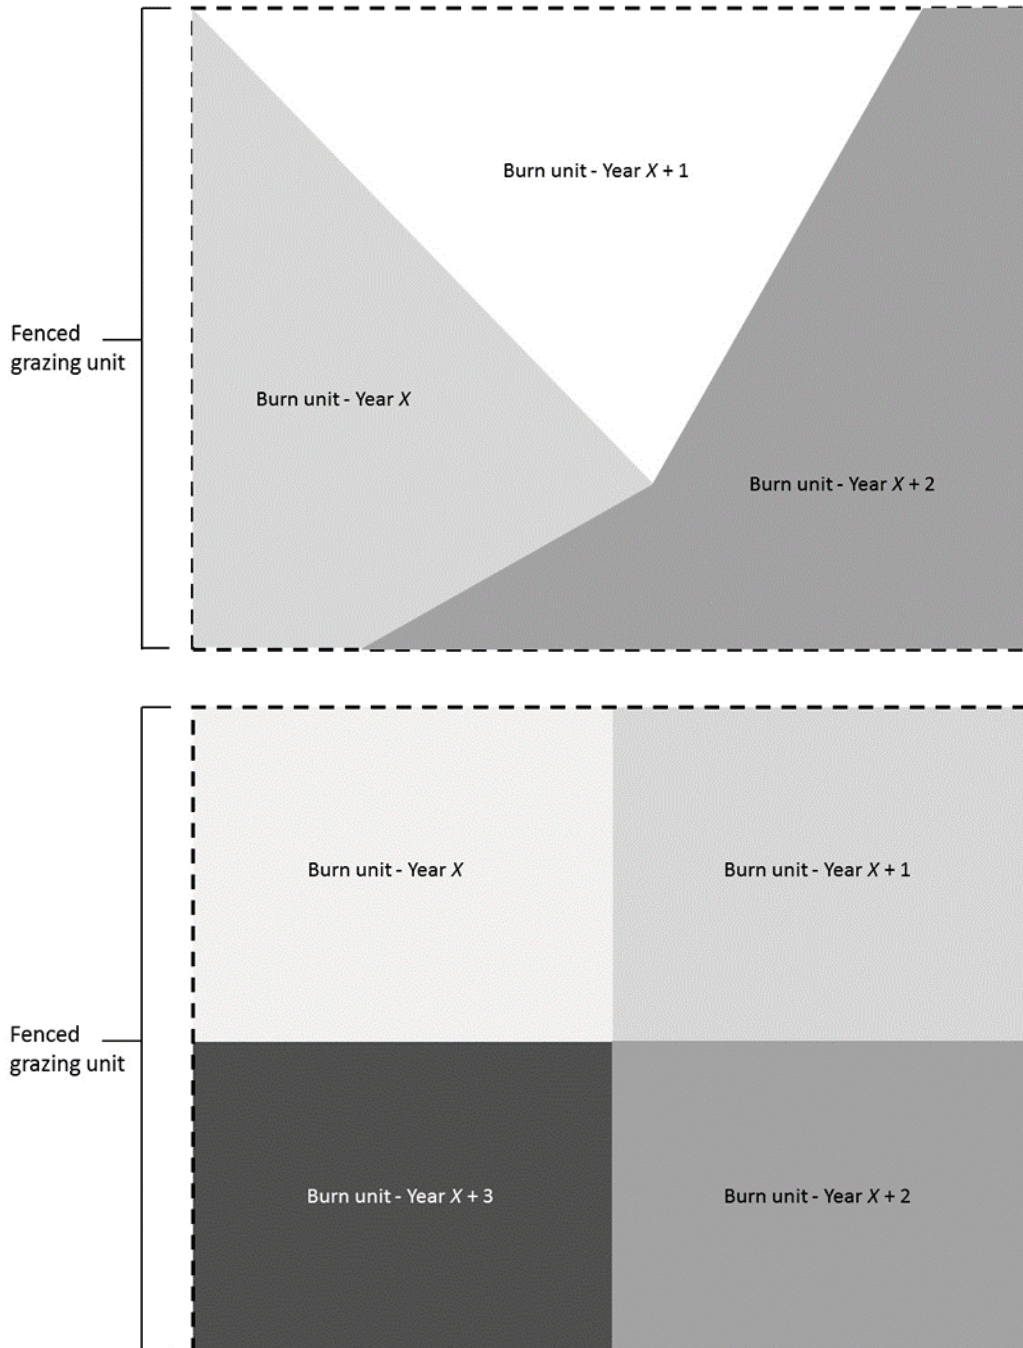 Burn unit - Year X + 1
Fenced
grazing unit
Burn unit - Year X
Burn unit - Year X + 2
Burn unit - Year X
Burn unit - Year X + 1
Fenced
grazing unit
Burn unit - Year X + 3
Burn unit - Year X + 2